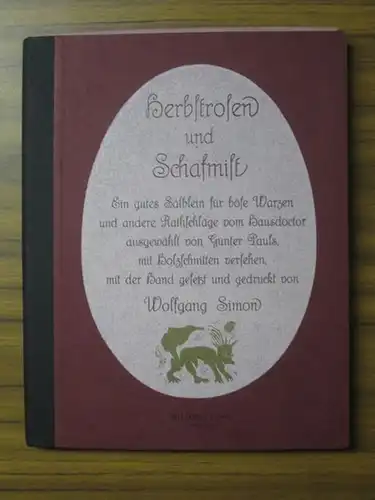 Herbstrosen
und
Schafmist
Ein gutes Sälblein für böse Warzen
und andere Rathschläge vom Hausdoctor
ausgewählt von Gunter Pauls,
mit Holzschnitten versehen,
mit der Hand gesetzt und gedruckt von
Wolfgang Simon